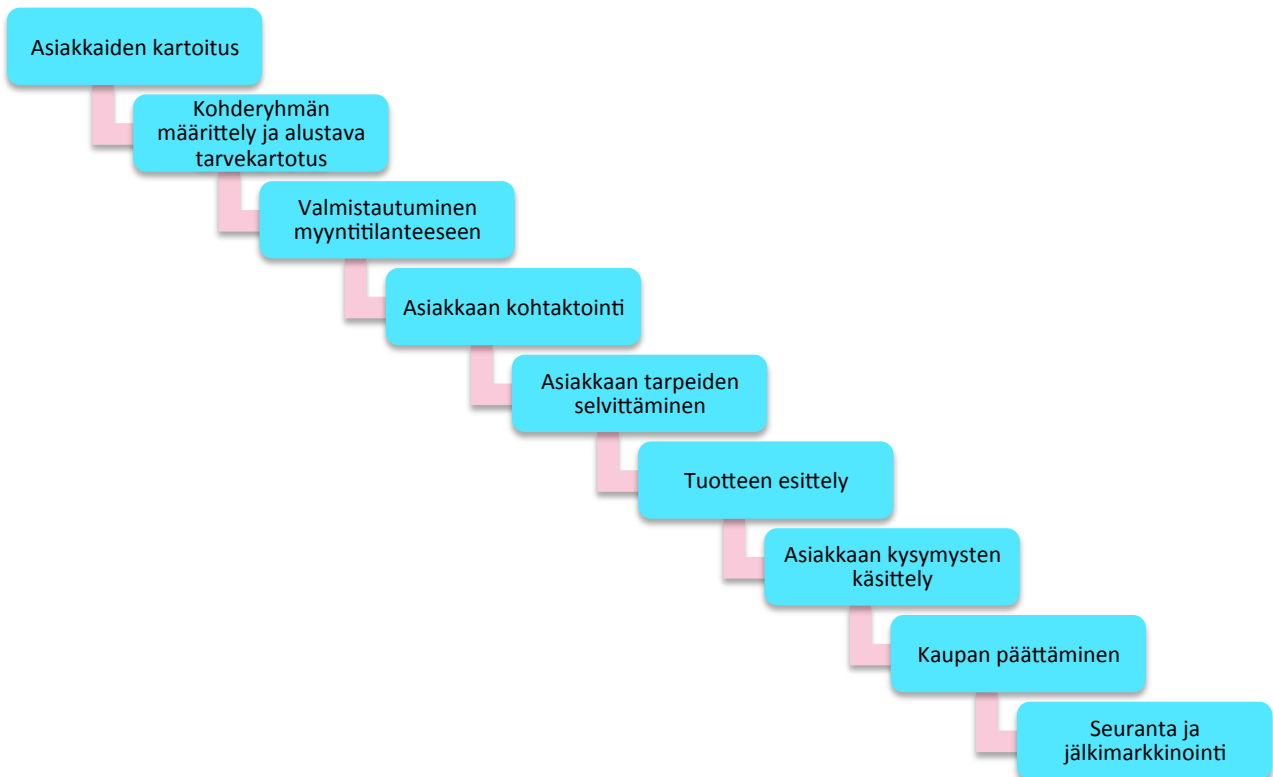 Asiakkaiden kartoitus
Kohderyhmän
määrittely ja alustava
tarvekartotus
Valmistautuminen
myyntitilanteeseen
Asiakkaan kohtaktointi
Asiakkaan tarpeiden
selvittäminen
Tuotteen esittely
Asiakkaan kysymysten
käsittely
Kaupan päättäminen
Seuranta ja
jälkimarkkinointi